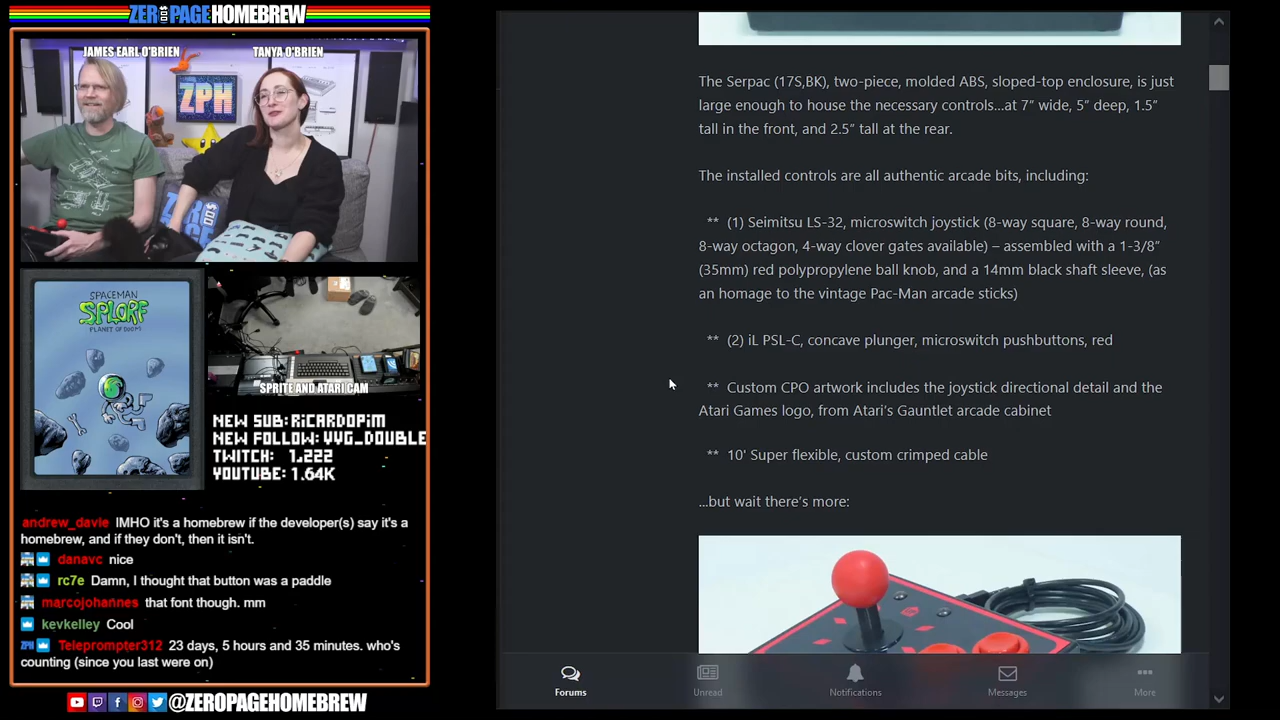 ZEROPAGEHOMEBREW
JAMES EARL O'BRIEN
TANYA O'BRIEN
ZPH
SPACEMAN
SPLORF
PLANET OF DOOM!
SPRITE AND ATARI CAM
NEW SUB: RICARDOPIM
NEW FOLLOW: VVG_DOUBLE
TWITCH: 1,222
YOUTUBE: 1.64K
andrew_davie IMHO it's a homebrew if the developer(s) say it's a
homebrew, and if they don't, then it isn't.
danavc nice
rc7e Damn, I thought that button was a paddle
marcojohannes that font though. mm
kevkelley Cool
Teleprompter312 23 days, 5 hours and 35 minutes. who's
counting (since you last were on)
@ZEROPAGEHOMEBREW
The Serpac (17S,BK), two-piece, molded ABS, sloped-top enclosure, is just
large enough to house the necessary controls...at 7” wide, 5” deep, 1.5”
tall in the front, and 2.5” tall at the rear.
The installed controls are all authentic arcade bits, including:
** (1) Seimitsu LS-32, microswitch joystick (8-way square, 8-way round,
8-way octagon, 4-way clover gates available) – assembled with a 1-3/8”
(35mm) red polypropylene ball knob, and a 14mm black shaft sleeve, (as
an homage to the vintage Pac-Man arcade sticks)
** (2) iL PSL-C, concave plunger, microswitch pushbuttons, red
** Custom CPO artwork includes the joystick directional detail and the
Atari Games logo, from Atari’s Gauntlet arcade cabinet
** 10' Super flexible, custom crimped cable
...but wait there’s more:
Forums
Unread
Notifications
Messages
More